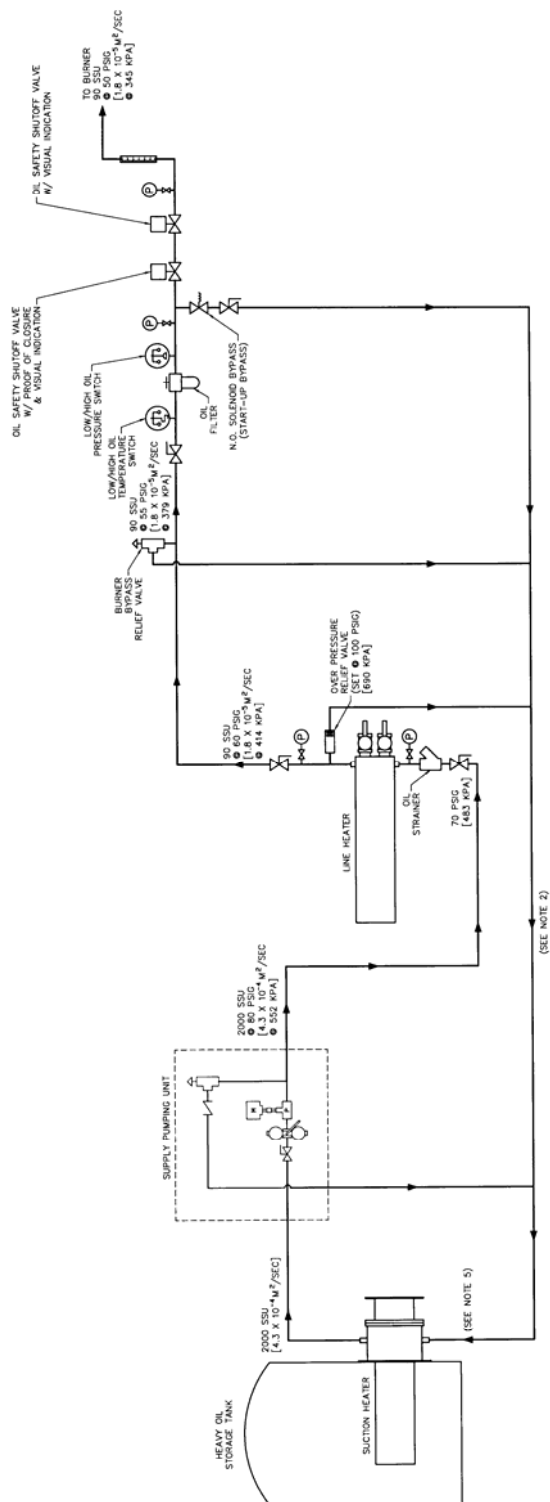 HEAVY OIL
STORAGE TANK
SUCTION HEATER
(SEE NOTE 5)
2000 SSU
[4.3 X 10⁻⁴M²/SEC]
SUPPLY PUMPING UNIT
M
P
2000 SSU
@ 80 PSIG
[4.3 X 10⁻⁴M²/SEC]
@ 552 KPA]
(SEE NOTE 2)
70 PSIG
[483 KPA]
OIL
STRAINER
LINE HEATER
P
OVER PRESSURE
RELIEF VALVE
(SET @ 100 PSIG)
[690 KPA]
P
90 SSU
@ 60 PSIG
[1.8 X 10⁻⁵M²/SEC
@ 414 KPA]
BURNER
BYPASS
RELIEF VALVE
90 SSU
@ 55 PSIG
[1.8 X 10⁻⁵M²/SEC
@ 379 KPA]
LOW/HIGH OIL
TEMPERATURE
SWITCH
LOW/HIGH OIL
PRESSURE SWITCH
OIL
FILTER
N.O. SOLENOID BYPASS
(START-UP BYPASS)
P
OIL SAFETY SHUTOFF VALVE
W/ PROOF OF CLOSURE
& VISUAL INDICATION
OIL SAFETY SHUTOFF VALVE
W/ VISUAL INDICATION
P
TO BURNER
90 SSU
@ 50 PSIG
[1.8 X 10⁻⁵M²/SEC
@ 345 KPA]